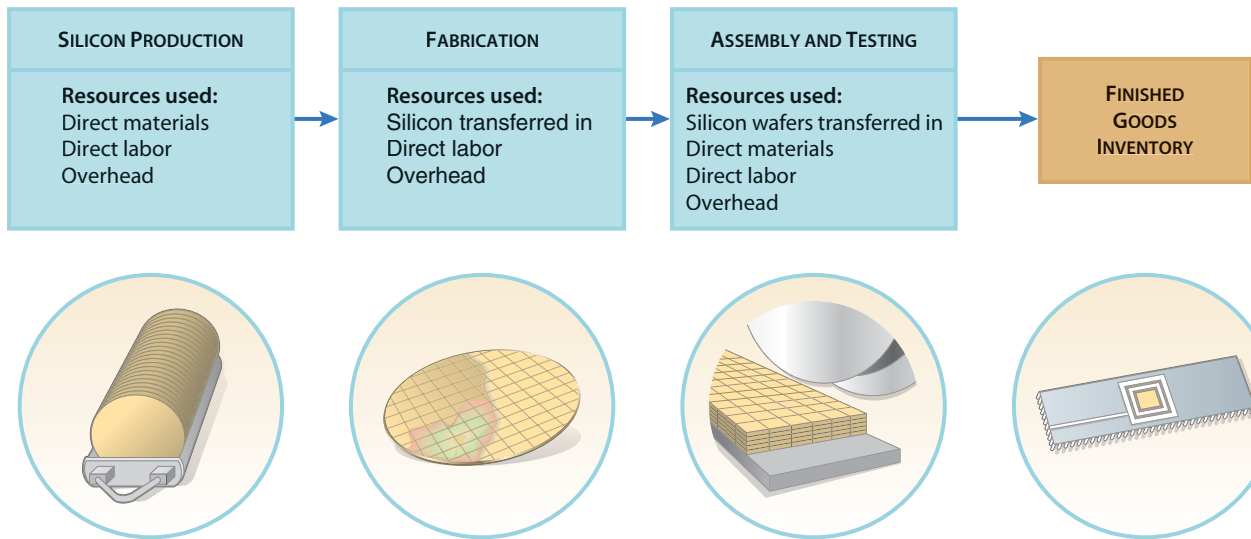 SILICON PRODUCTION
Resources used:
Direct materials
Direct labor
Overhead
FABRICATION
Resources used:
Silicon transferred in
Direct labor
Overhead
ASSEMBLY AND TESTING
Resources used:
Silicon wafers transferred in
Direct materials
Direct labor
Overhead
FINISHED
GOODS
INVENTORY